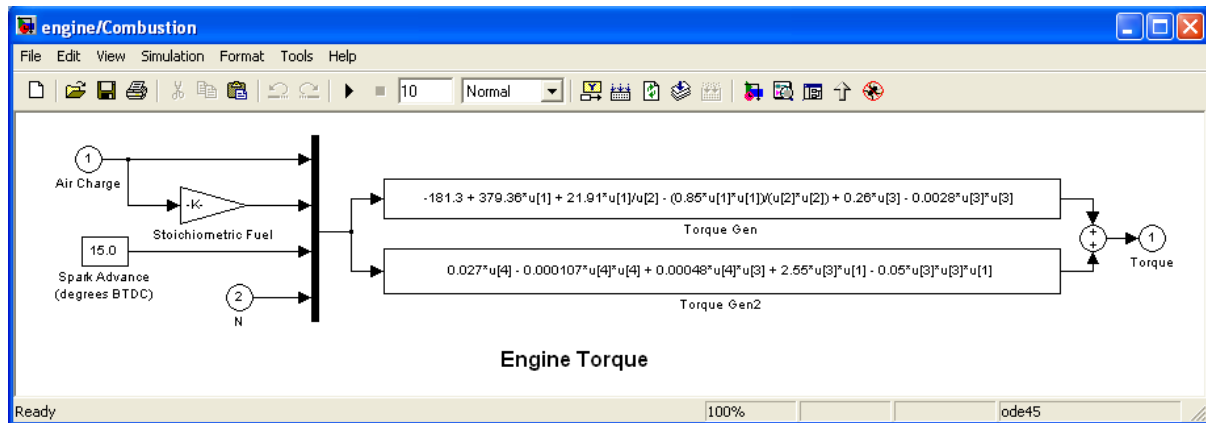 engine/Combustion
File Edit View Simulation Format Tools Help
10 Normal
1
Air Charge
-K-
Stoichiometric Fuel
15.0
Spark Advance
(degrees BTDC)
2
N
-181.3 + 379.36*u[1] + 21.91*u[1]/u[2] - (0.85*u[1]*u[1])/(u[2]*u[2]) + 0.26*u[3] - 0.0028*u[3]*u[3]
Torque Gen
0.027*u[4] - 0.000107*u[4]*u[4] + 0.00048*u[4]*u[3] + 2.55*u[3]*u[1] - 0.05*u[3]*u[3]*u[1]
Torque Gen2
+
+
1
Torque
Engine Torque
Ready 100% ode45